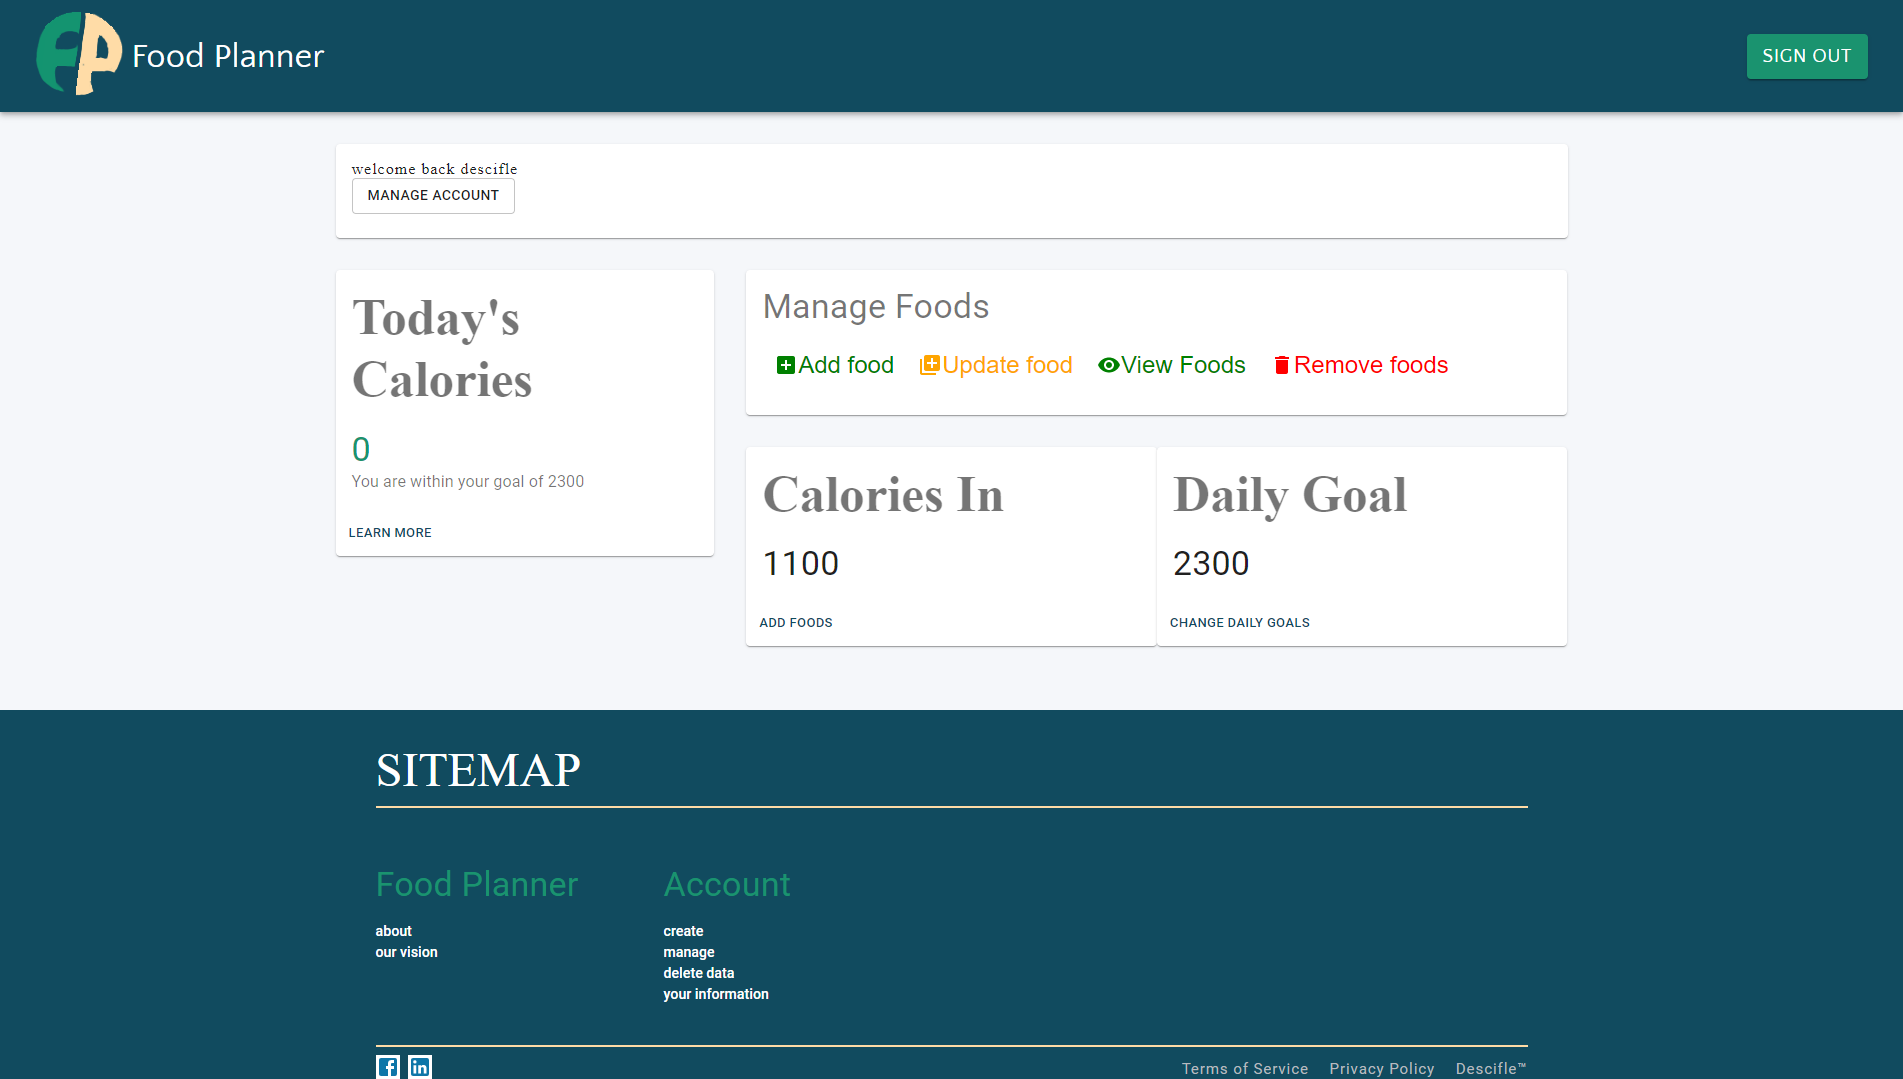 FP Food Planner
SIGN OUT
welcome back descifle
MANAGE ACCOUNT
Today's
Calories
0
You are within your goal of 2300
LEARN MORE
Manage Foods
Add food Update food View Foods Remove foods
Calories In
1100
ADD FOODS
Daily Goal
2300
CHANGE DAILY GOALS
SITEMAP
Food Planner
about
our vision
Account
create
manage
delete data
your information
Terms of Service Privacy Policy Descifle™